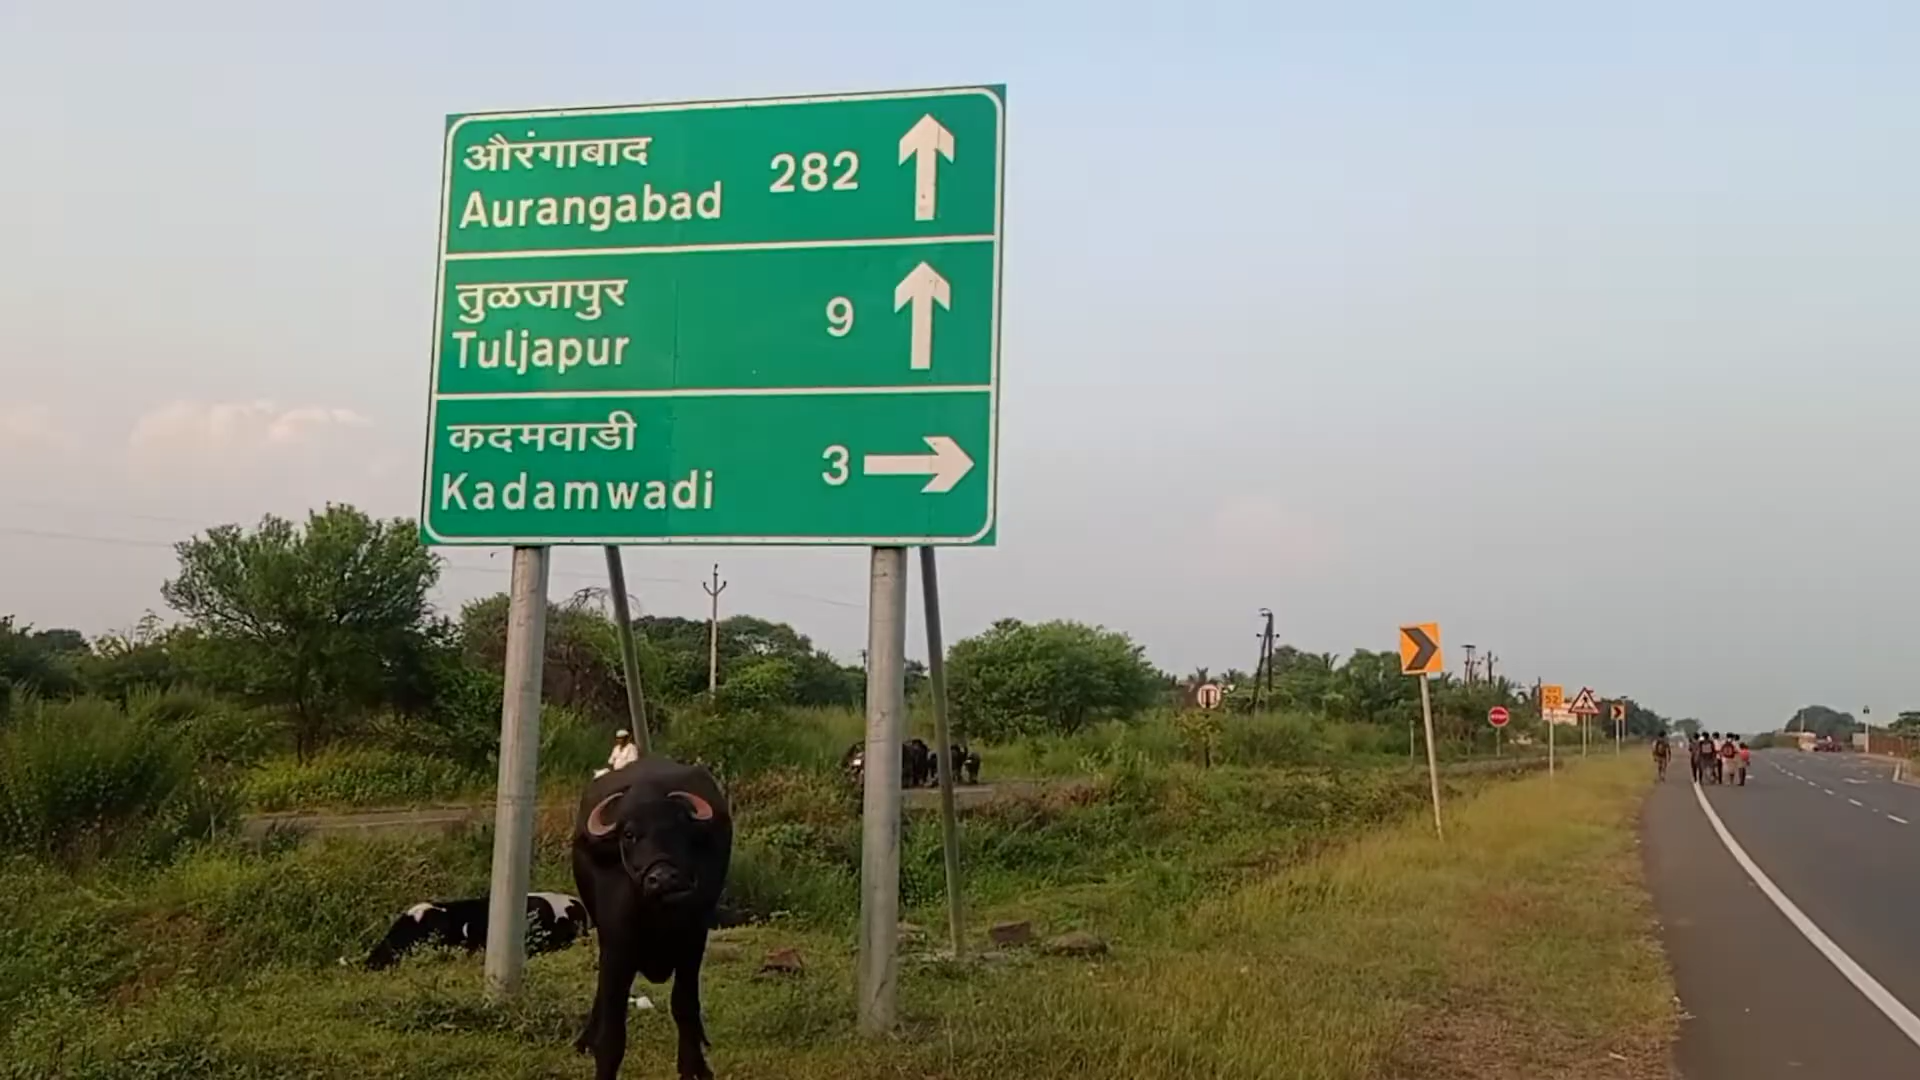 औरंगाबाद
Aurangabad 282
तुळजापुर
Tuljapur 9
कदमवाडी
Kadamwadi 3